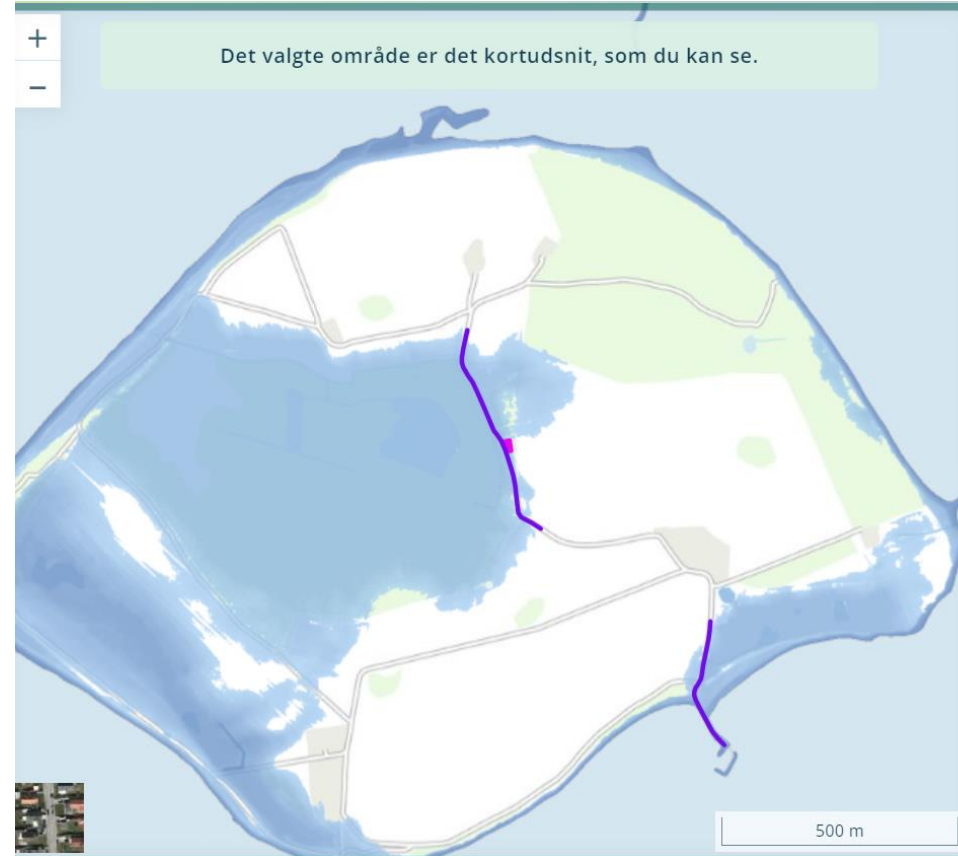 +
Det valgte område er det kortudsnit, som du kan se.
−
500 m